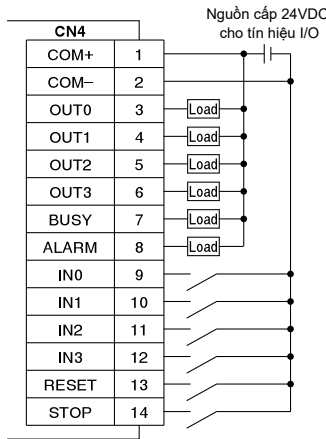 Nguồn cấp 24VDC
cho tín hiệu I/O
CN4
COM+ 1
COM− 2
OUT0 3 Load
OUT1 4 Load
OUT2 5 Load
OUT3 6 Load
BUSY 7 Load
ALARM 8 Load
IN0 9
IN1 10
IN2 11
IN3 12
RESET 13
STOP 14